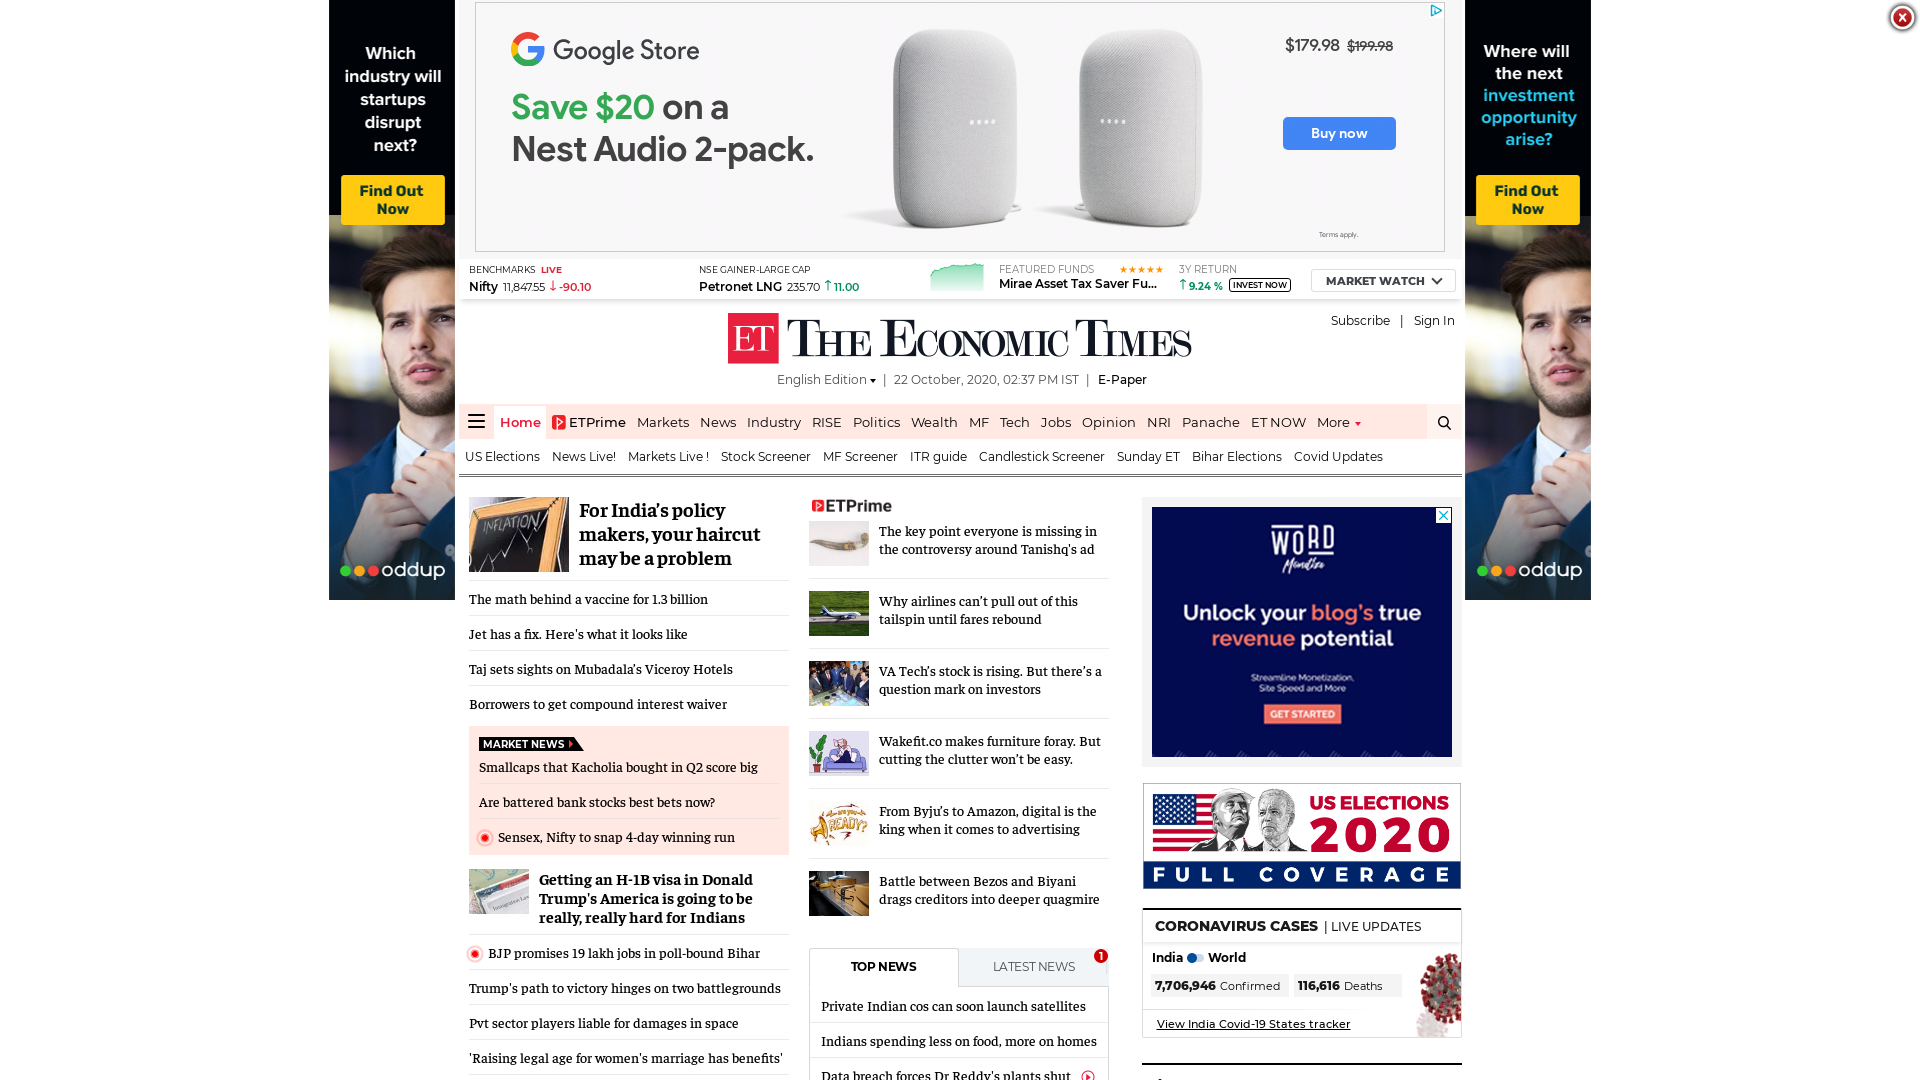 Which
industry will
startups
disrupt
next?
Find Out
Now
oddup
Google Store
Save $20 on a
Nest Audio 2-pack.
$179.98 $199.98
Buy now
Terms apply.
Where will
the next
investment
opportunity
arise?
Find Out
Now
oddup
BENCHMARKS LIVE
Nifty 11,847.55 -90.10
NSE GAINER-LARGE CAP
Petronet LNG 235.70 11.00
FEATURED FUNDS ★★★★★
Mirae Asset Tax Saver Fu...
3Y RETURN
9.24 % INVEST NOW
MARKET WATCH
Subscribe | Sign In
ET THE ECONOMIC TIMES
English Edition | 22 October, 2020, 02:37 PM IST | E-Paper
Home ETPrime Markets News Industry RISE Politics Wealth MF Tech Jobs Opinion NRI Panache ET NOW More
US Elections News Live! Markets Live ! Stock Screener MF Screener ITR guide Candlestick Screener Sunday ET Bihar Elections Covid Updates
INFLATION
For India’s policy
makers, your haircut
may be a problem
The math behind a vaccine for 1.3 billion
Jet has a fix. Here's what it looks like
Taj sets sights on Mubadala’s Viceroy Hotels
Borrowers to get compound interest waiver
MARKET NEWS
Smallcaps that Kacholia bought in Q2 score big
Are battered bank stocks best bets now?
Sensex, Nifty to snap 4-day winning run
Getting an H-1B visa in Donald
Trump's America is going to be
really, really hard for Indians
BJP promises 19 lakh jobs in poll-bound Bihar
Trump's path to victory hinges on two battlegrounds
Pvt sector players liable for damages in space
'Raising legal age for women's marriage has benefits'
ETPrime
The key point everyone is missing in
the controversy around Tanishq's ad
Why airlines can’t pull out of this
tailspin until fares rebound
VA Tech’s stock is rising. But there’s a
question mark on investors
Wakefit.co makes furniture foray. But
cutting the clutter won’t be easy.
READY?
From Byju’s to Amazon, digital is the
king when it comes to advertising
Battle between Bezos and Biyani
drags creditors into deeper quagmire
TOP NEWS
LATEST NEWS 1
Private Indian cos can soon launch satellites
Indians spending less on food, more on homes
Data breach forces Dr Reddy's plants shut
WORD
Monetize
Unlock your blog's true
revenue potential
Streamline Monetization,
Site Speed and More
GET STARTED
US ELECTIONS
2020
FULL COVERAGE
CORONAVIRUS CASES | LIVE UPDATES
India World
7,706,946 Confirmed
116,616 Deaths
View India Covid-19 States tracker